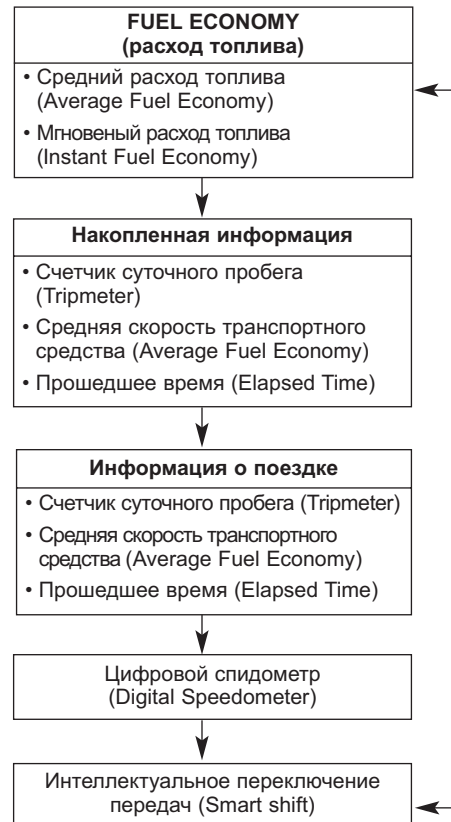 FUEL ECONOMY
(расход топлива)
• Средний расход топлива
(Average Fuel Economy)
• Мгновеный расход топлива
(Instant Fuel Economy)
Накопленная информация
• Счетчик суточного пробега
(Tripmeter)
• Средняя скорость транспортного
средства (Average Fuel Economy)
• Прошедшее время (Elapsed Time)
Информация о поездке
• Счетчик суточного пробега (Tripmeter)
• Средняя скорость транспортного
средства (Average Fuel Economy)
• Прошедшее время (Elapsed Time)
Цифровой спидометр
(Digital Speedometer)
Интеллектуальное переключение
передач (Smart shift)